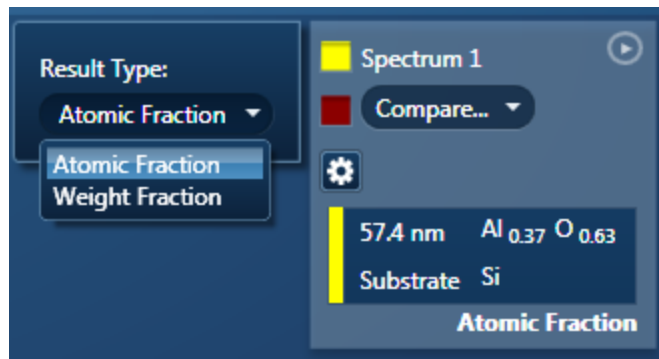 Result Type:
Atomic Fraction
Atomic Fraction
Weight Fraction
Spectrum 1
Compare...
57.4 nm Al 0.37 O 0.63
Substrate Si
Atomic Fraction